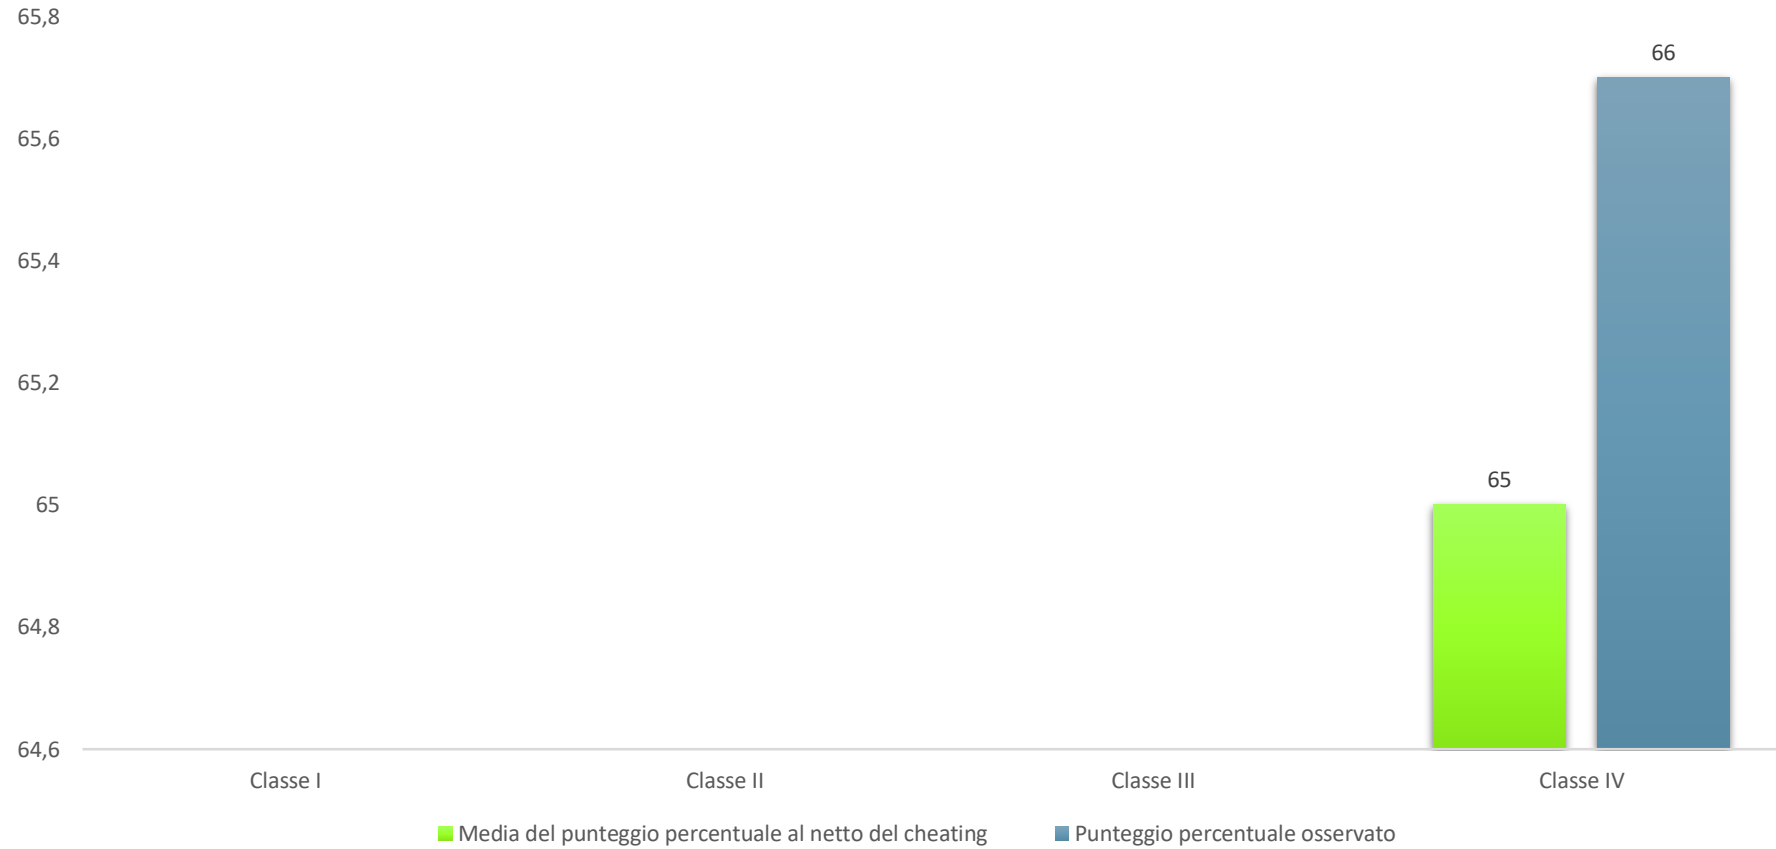 65,8
65,6
65,4
65,2
65
64,8
64,6
66
65
Classe I
Classe II
Classe III
Classe IV
Media del punteggio percentuale al netto del cheating
Punteggio percentuale osservato